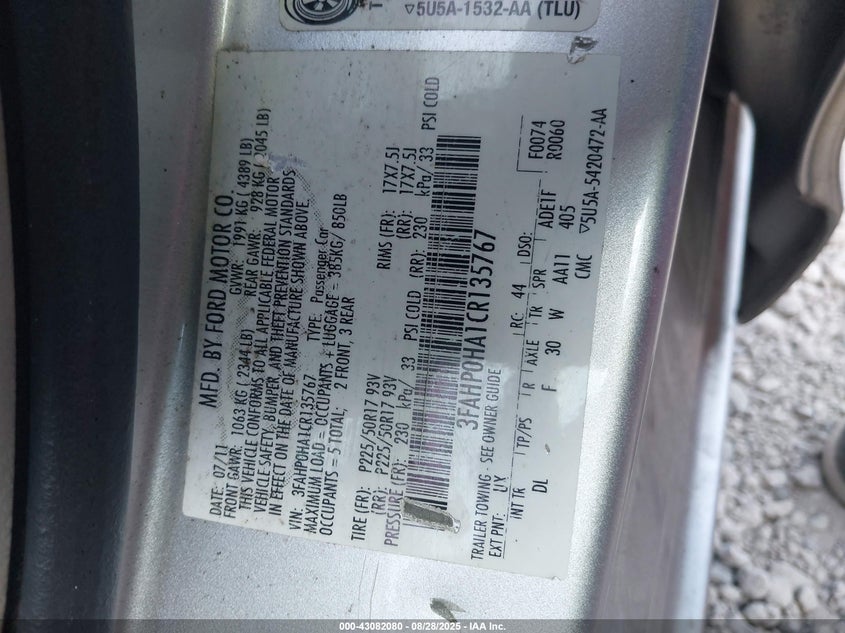 5U5A-1532-AA (TLU)
MFD. BY FORD MOTOR CO.
DATE: 07/11 GVWR: 1991 KG ( 4389 LB)
FRONT GAWR: 1063 KG ( 2344 LB) REAR GAWR: 928 KG ( 2045 LB)
THIS VEHICLE CONFORMS TO ALL APPLICABLE FEDERAL MOTOR
VEHICLE SAFETY, BUMPER, AND THEFT PREVENTION STANDARDS
IN EFFECT ON THE DATE OF MANUFACTURE SHOWN ABOVE.
VIN: 3FAHP0HA1CR135767 TYPE: Passenger Car
MAXIMUM LOAD = OCCUPANTS + LUGGAGE = 385KG/ 850LB
OCCUPANTS = 5 TOTAL; 2 FRONT, 3 REAR
TIRE (FR): P225/50R17 93V RIMS (FR): 17X7.5J
(RR): P225/50R17 93V (RR): 17X7.5J
PRESSURE (FR): 230 kPa/ 33 PSI COLD (RR): 230 kPa/ 33 PSI COLD
3FAHP0HA1CR135767
TRAILER TOWING - SEE OWNER GUIDE F0074
EXT PNT: UX RC: 44 DSO: R0060
INT TR TP/PS R AXLE TR SPR ADE1F
DL F 30 W AA11 405
CMC 5U5A-5420472-AA
000-43082080 | 08/28/2025 - IAA Inc.